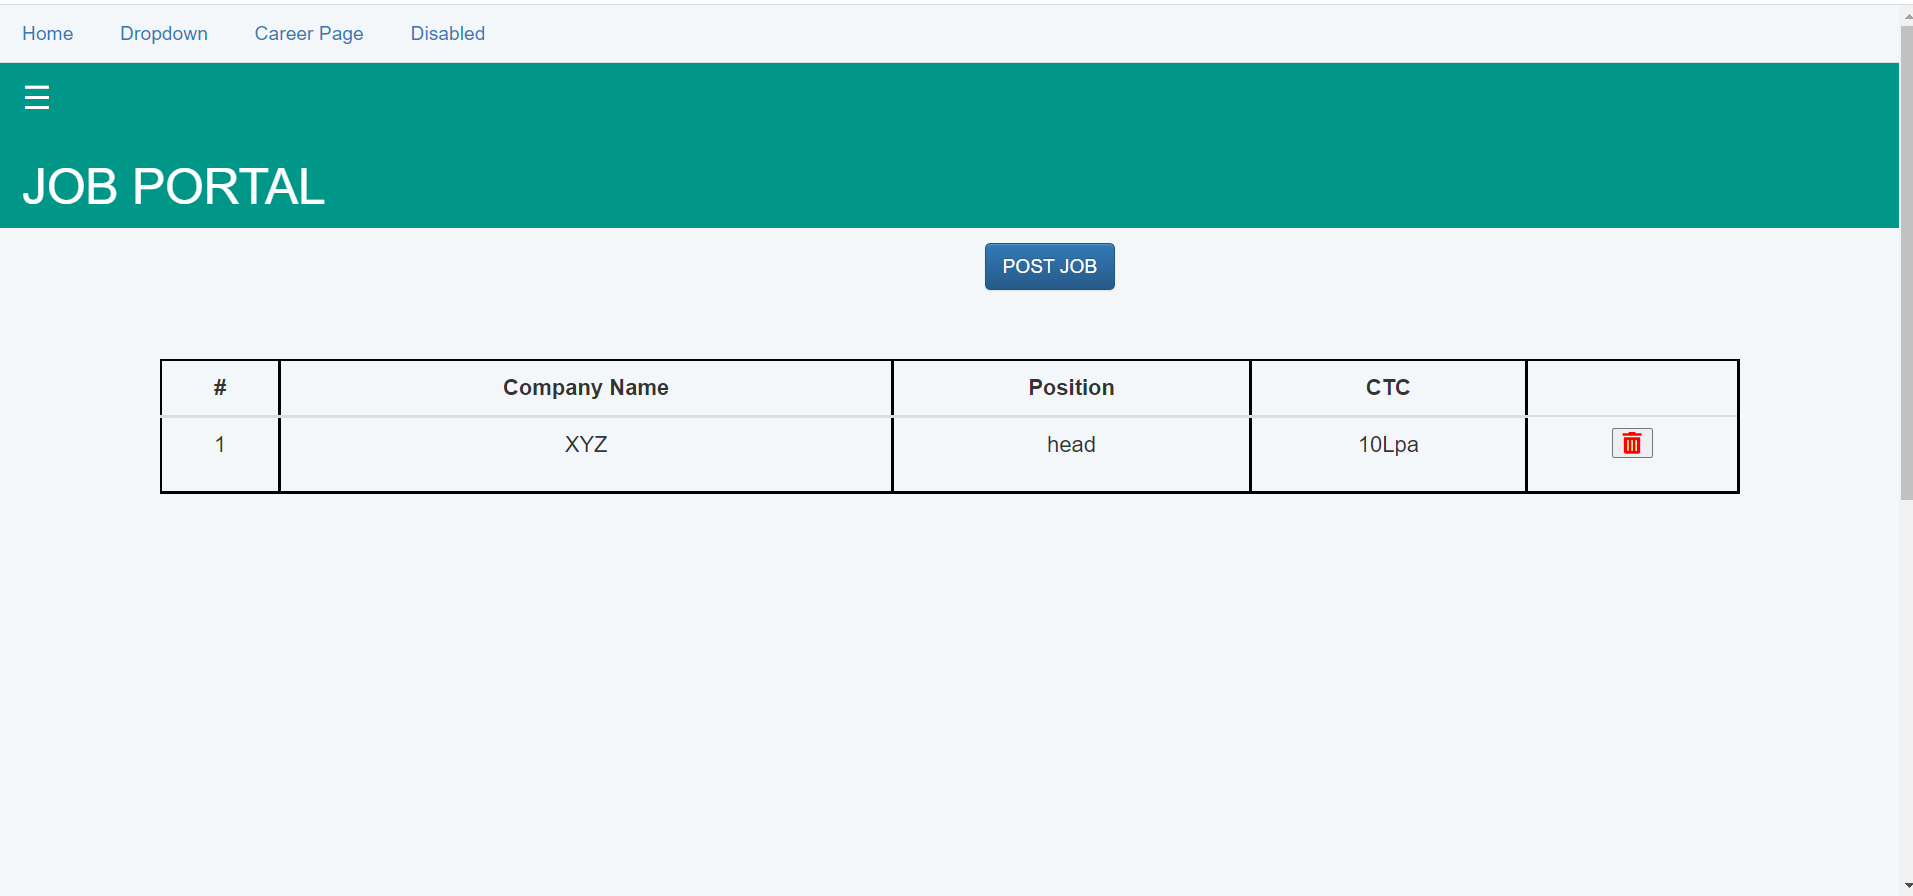 Home Dropdown Career Page Disabled
☰
JOB PORTAL
POST JOB
# Company Name Position CTC
1 XYZ head 10Lpa